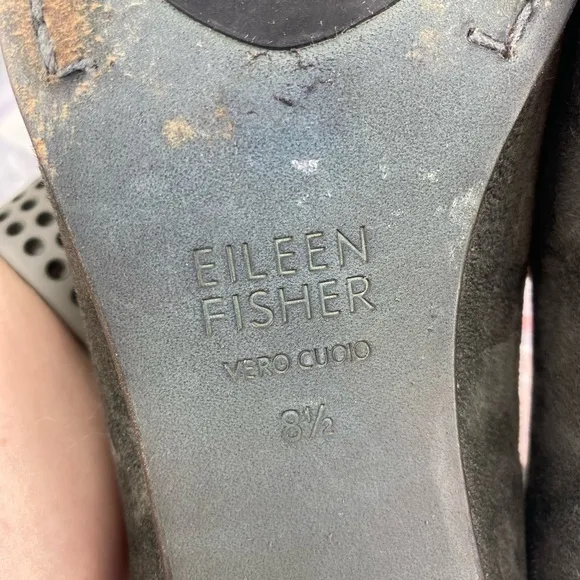 EILEEN
FISHER
VERO CUOIO
8½